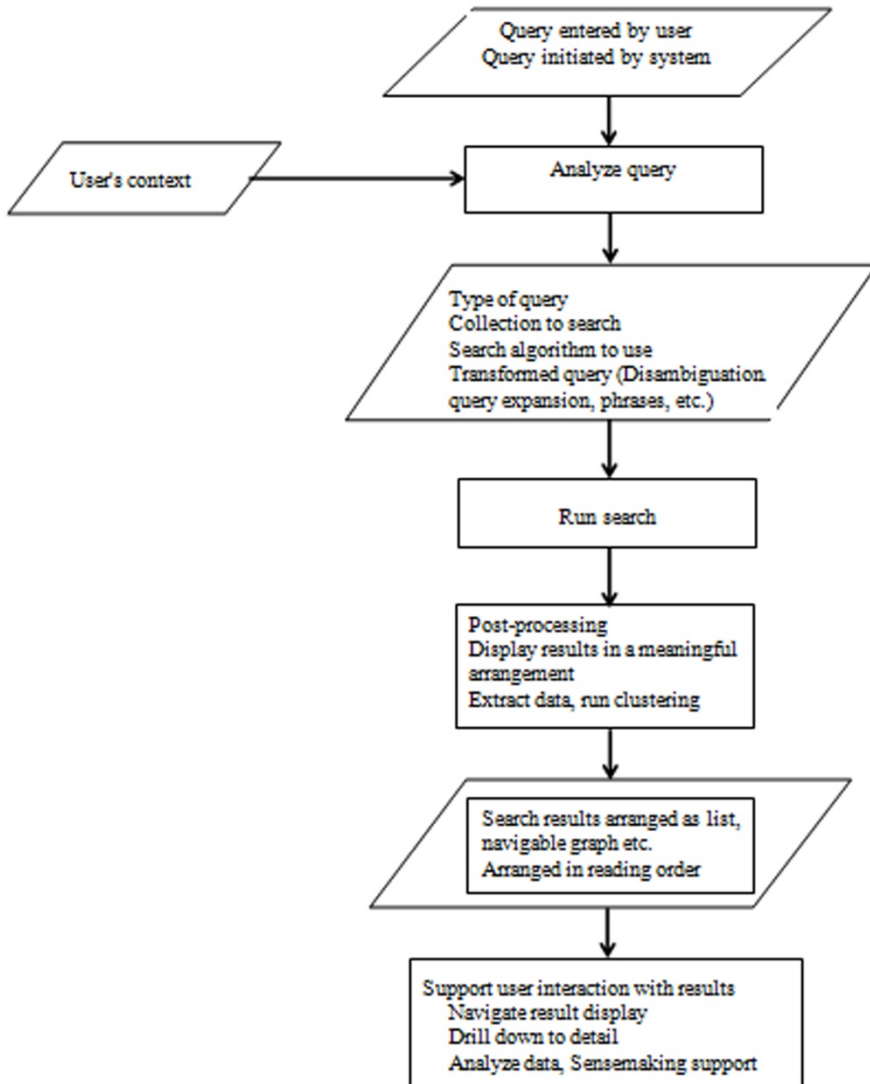 Query entered by user
Query initiated by system
User's context
Analyze query
Type of query
Collection to search
Search algorithm to use
Transformed query (Disambiguation
query expansion, phrases, etc.)
Run search
Post-processing
Display results in a meaningful
arrangement
Extract data, run clustering
Search results arranged as list,
navigable graph etc.
Arranged in reading order
Support user interaction with results
Navigate result display
Drill down to detail
Analyze data, Sensemaking support